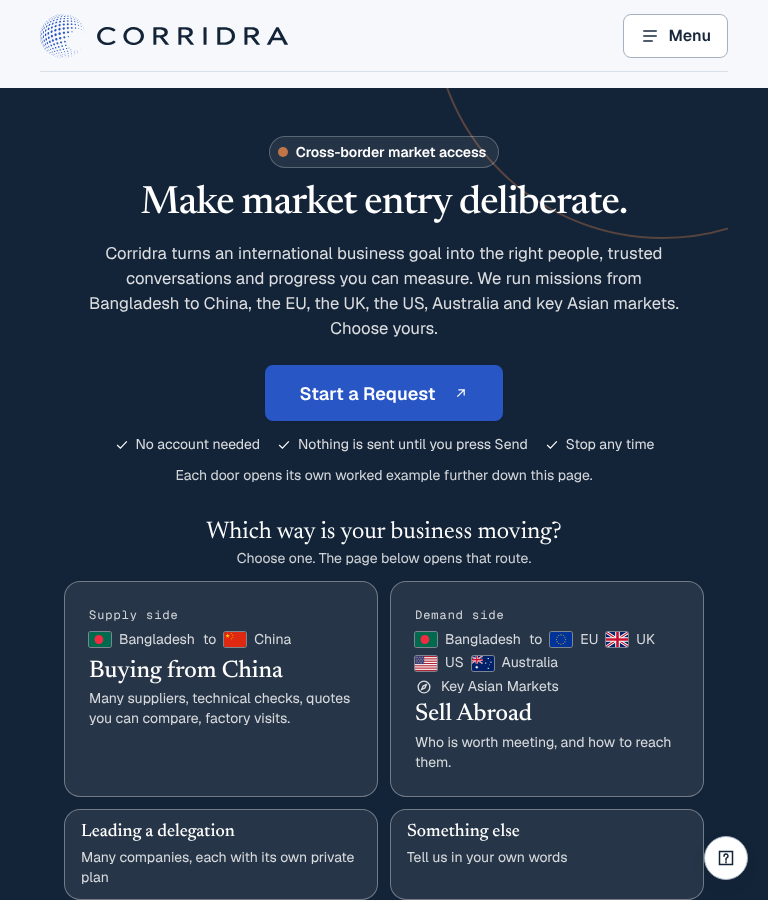 CORRIDRA
Menu
Cross-border market access
Make market entry deliberate.
Corridra turns an international business goal into the right people, trusted
conversations and progress you can measure. We run missions from
Bangladesh to China, the EU, the UK, the US, Australia and key Asian markets.
Choose yours.
Start a Request
No account needed
Nothing is sent until you press Send
Stop any time
Each door opens its own worked example further down this page.
Which way is your business moving?
Choose one. The page below opens that route.
Supply side
Bangladesh to China
Buying from China
Many suppliers, technical checks, quotes
you can compare, factory visits.
Demand side
Bangladesh to EU UK
US Australia
Key Asian Markets
Sell Abroad
Who is worth meeting, and how to reach
them.
Leading a delegation
Many companies, each with its own private
plan
Something else
Tell us in your own words